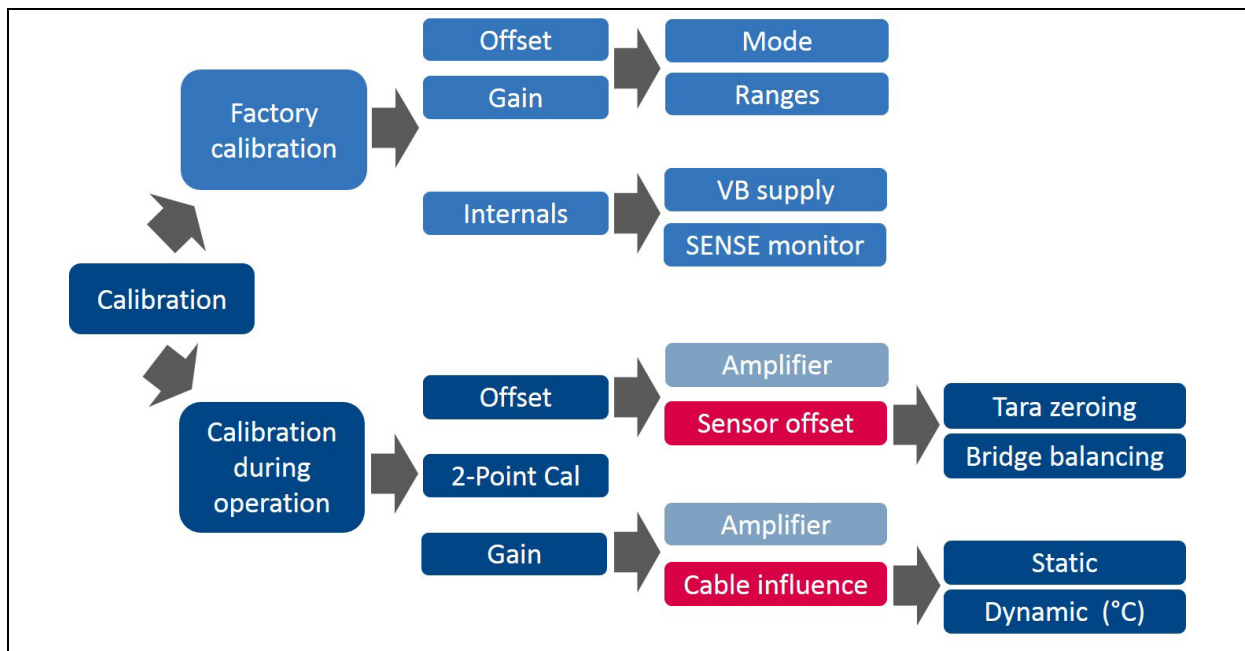 Offset
Mode
Factory
calibration
Gain
Ranges
Internals
VB supply
SENSE monitor
Calibration
Calibration
during
operation
Offset
Amplifier
Sensor offset
Tara zeroing
Bridge balancing
2-Point Cal
Gain
Amplifier
Cable influence
Static
Dynamic (°C)